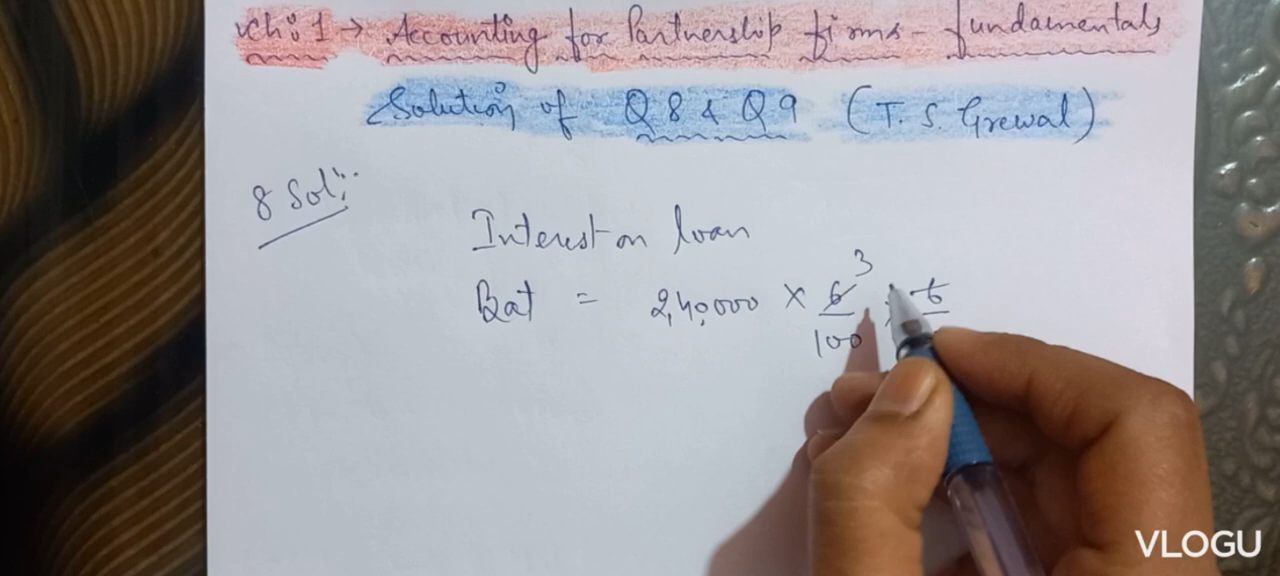 Ch: 1 → Accounting for Partnership firms - fundamentals
Solution of Q 8 & Q 9 (T. S. Grewal)
8 Sol:
Interest on loan
Bat = 2,40,000 × 6/100 6 3
VLOGU